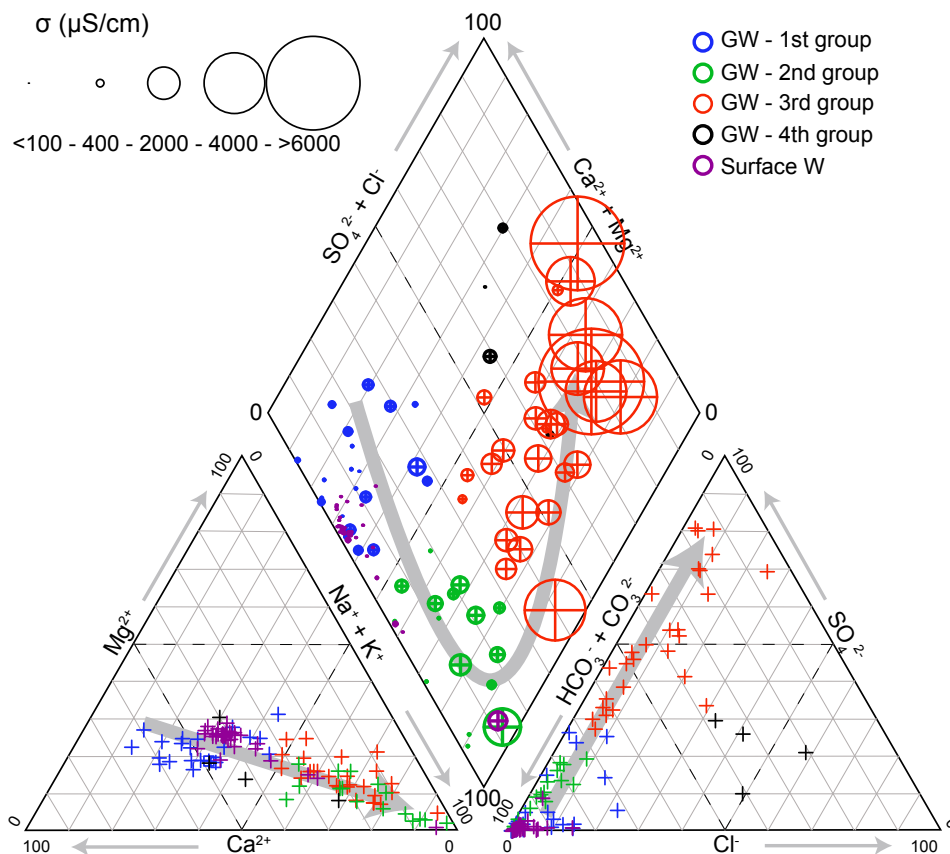 σ (µS/cm)
<100 - 400 - 2000 - 4000 - >6000
GW - 1st group
GW - 2nd group
GW - 3rd group
GW - 4th group
Surface W
100
SO₄²⁻ + Cl⁻
Ca²⁺ + Mg²⁺
0
0
100
0
0
100
Mg²⁺
Na⁺ + K⁺
HCO₃⁻ + CO₃²⁻
SO₄²⁻
100
100
100
0
100
Ca²⁺
0
0
Cl⁻
100